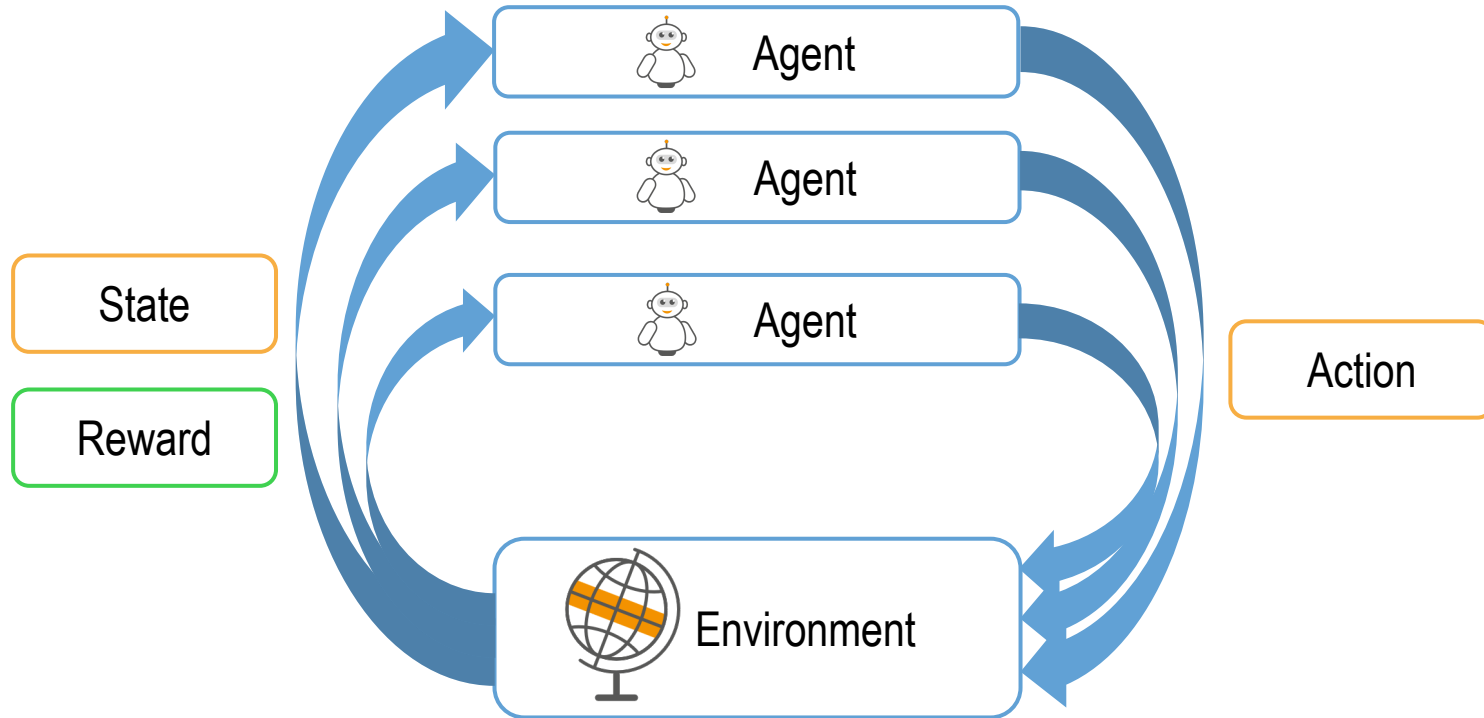 Agent
Agent
State
Agent
Action
Reward
Environment